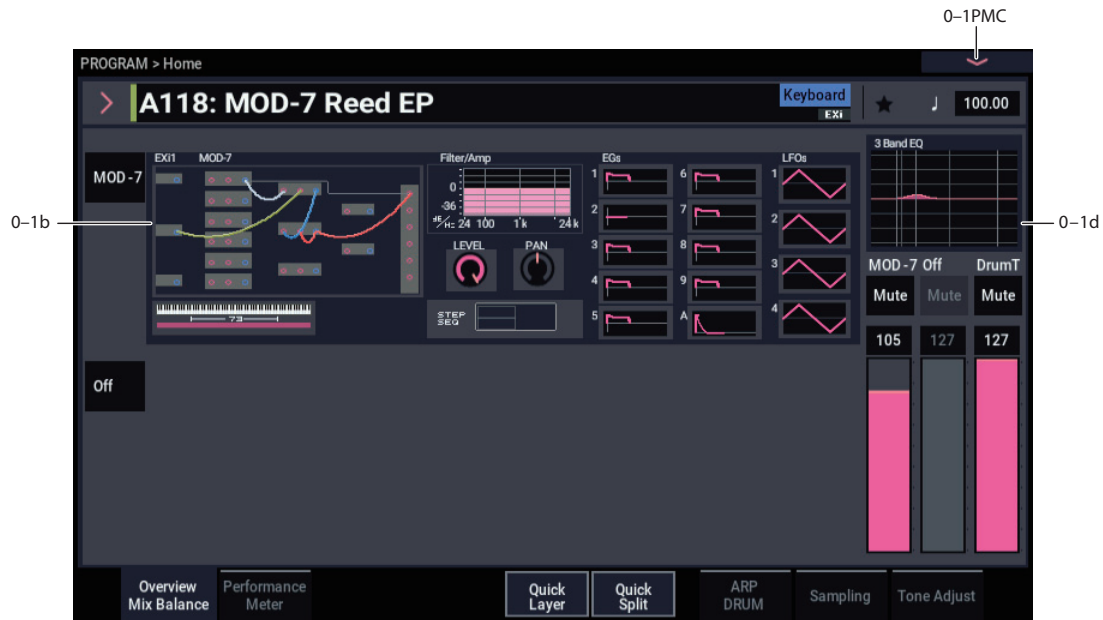 0–1PMC
PROGRAM > Home
A118: MOD-7 Reed EP
Keyboard
EXi
♩ 100.00
MOD-7
EXi1 MOD-7
Filter/Amp
EGs
LFOs
3 Band EQ
0
-36
dB/Hz 24 100 1k 24k
LEVEL
PAN
STEP
SEQ
73
1
2
3
4
5
6
7
8
9
A
1
2
3
4
0–1b
0–1d
MOD-7 Off DrumT
Mute Mute Mute
105 127 127
Off
Overview
Mix Balance
Performance
Meter
Quick
Layer
Quick
Split
ARP
DRUM
Sampling
Tone Adjust